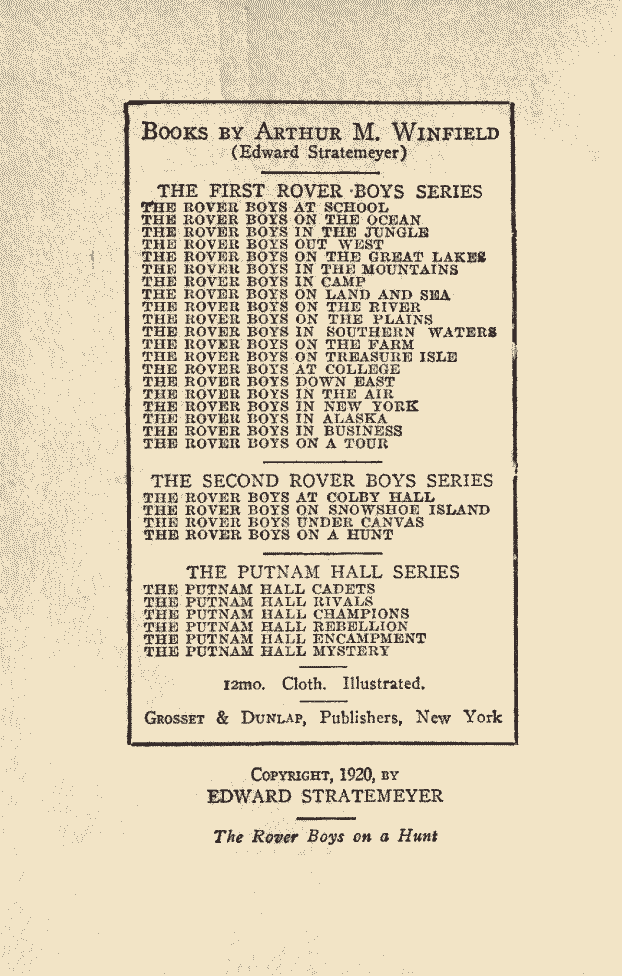 BOOKS BY ARTHUR M. WINFIELD
(Edward Stratemeyer)
THE FIRST ROVER BOYS SERIES
THE ROVER BOYS AT SCHOOL
THE ROVER BOYS ON THE OCEAN
THE ROVER BOYS IN THE JUNGLE
THE ROVER BOYS OUT WEST
THE ROVER BOYS ON THE GREAT LAKES
THE ROVER BOYS IN THE MOUNTAINS
THE ROVER BOYS IN CAMP
THE ROVER BOYS ON LAND AND SEA
THE ROVER BOYS ON THE RIVER
THE ROVER BOYS ON THE PLAINS
THE ROVER BOYS IN SOUTHERN WATERS
THE ROVER BOYS ON THE FARM
THE ROVER BOYS ON TREASURE ISLE
THE ROVER BOYS AT COLLEGE
THE ROVER BOYS DOWN EAST
THE ROVER BOYS IN THE AIR
THE ROVER BOYS IN NEW YORK
THE ROVER BOYS IN ALASKA
THE ROVER BOYS IN BUSINESS
THE ROVER BOYS ON A TOUR
THE SECOND ROVER BOYS SERIES
THE ROVER BOYS AT COLBY HALL
THE ROVER BOYS ON SNOWSHOE ISLAND
THE ROVER BOYS UNDER CANVAS
THE ROVER BOYS ON A HUNT
THE PUTNAM HALL SERIES
THE PUTNAM HALL CADETS
THE PUTNAM HALL RIVALS
THE PUTNAM HALL CHAMPIONS
THE PUTNAM HALL REBELLION
THE PUTNAM HALL ENCAMPMENT
THE PUTNAM HALL MYSTERY
12mo. Cloth. Illustrated.
GROSSET & DUNLAP, Publishers, New York
COPYRIGHT, 1920, BY
EDWARD STRATEMEYER
The Rover Boys on a Hunt